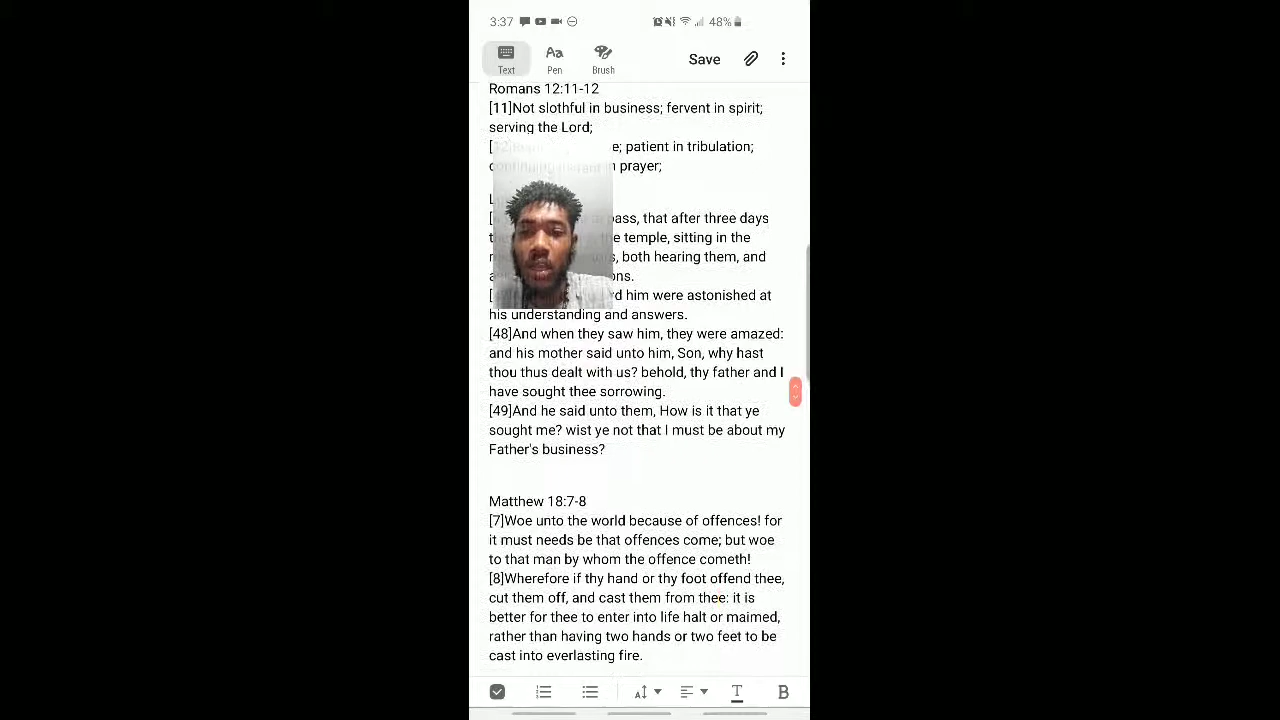 3:37 48%
Save
Text Pen Brush
Romans 12:11-12
[11]Not slothful in business; fervent in spirit;
serving the Lord;
e; patient in tribulation;
prayer;
pass, that after three days
the temple, sitting in the
both hearing them, and
him were astonished at
his understanding and answers.
[48]And when they saw him, they were amazed:
and his mother said unto him, Son, why hast
thou thus dealt with us? behold, thy father and I
have sought thee sorrowing.
[49]And he said unto them, How is it that ye
sought me? wist ye not that I must be about my
Father's business?
Matthew 18:7-8
[7]Woe unto the world because of offences! for
it must needs be that offences come; but woe
to that man by whom the offence cometh!
[8]Wherefore if thy hand or thy foot offend thee,
cut them off, and cast them from thee: it is
better for thee to enter into life halt or maimed,
rather than having two hands or two feet to be
cast into everlasting fire.
T B